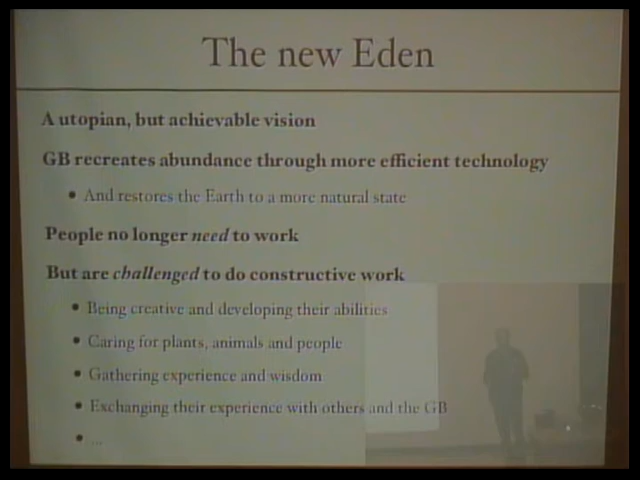 The new Eden
A utopian, but achievable vision
GB recreates abundance through more efficient technology
• And restores the Earth to a more natural state
People no longer need to work
But are challenged to do constructive work
• Being creative and developing their abilities
• Caring for plants, animals and people
• Gathering experience and wisdom
• Exchanging their experience with others and the GB
• ...